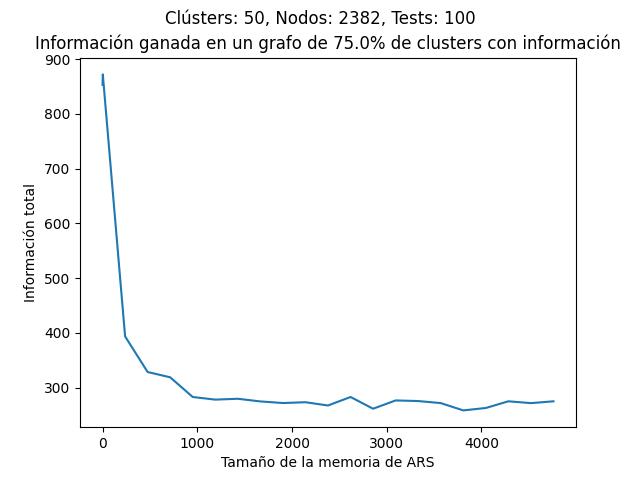 Clústers: 50, Nodos: 2382, Tests: 100
Información ganada en un grafo de 75.0% de clusters con información
900
800
700
600
500
400
300
Información total
0 1000 2000 3000 4000
Tamaño de la memoria de ARS